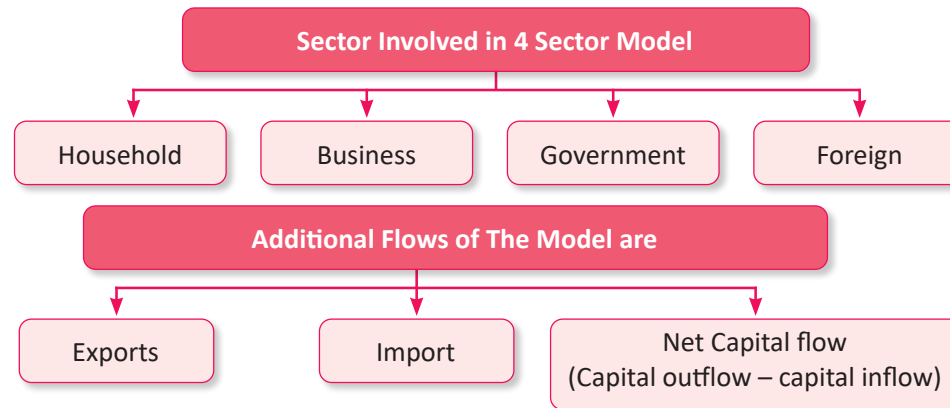 Sector Involved in 4 Sector Model
Household
Business
Government
Foreign
Additional Flows of The Model are
Exports
Import
Net Capital flow
(Capital outflow – capital inflow)